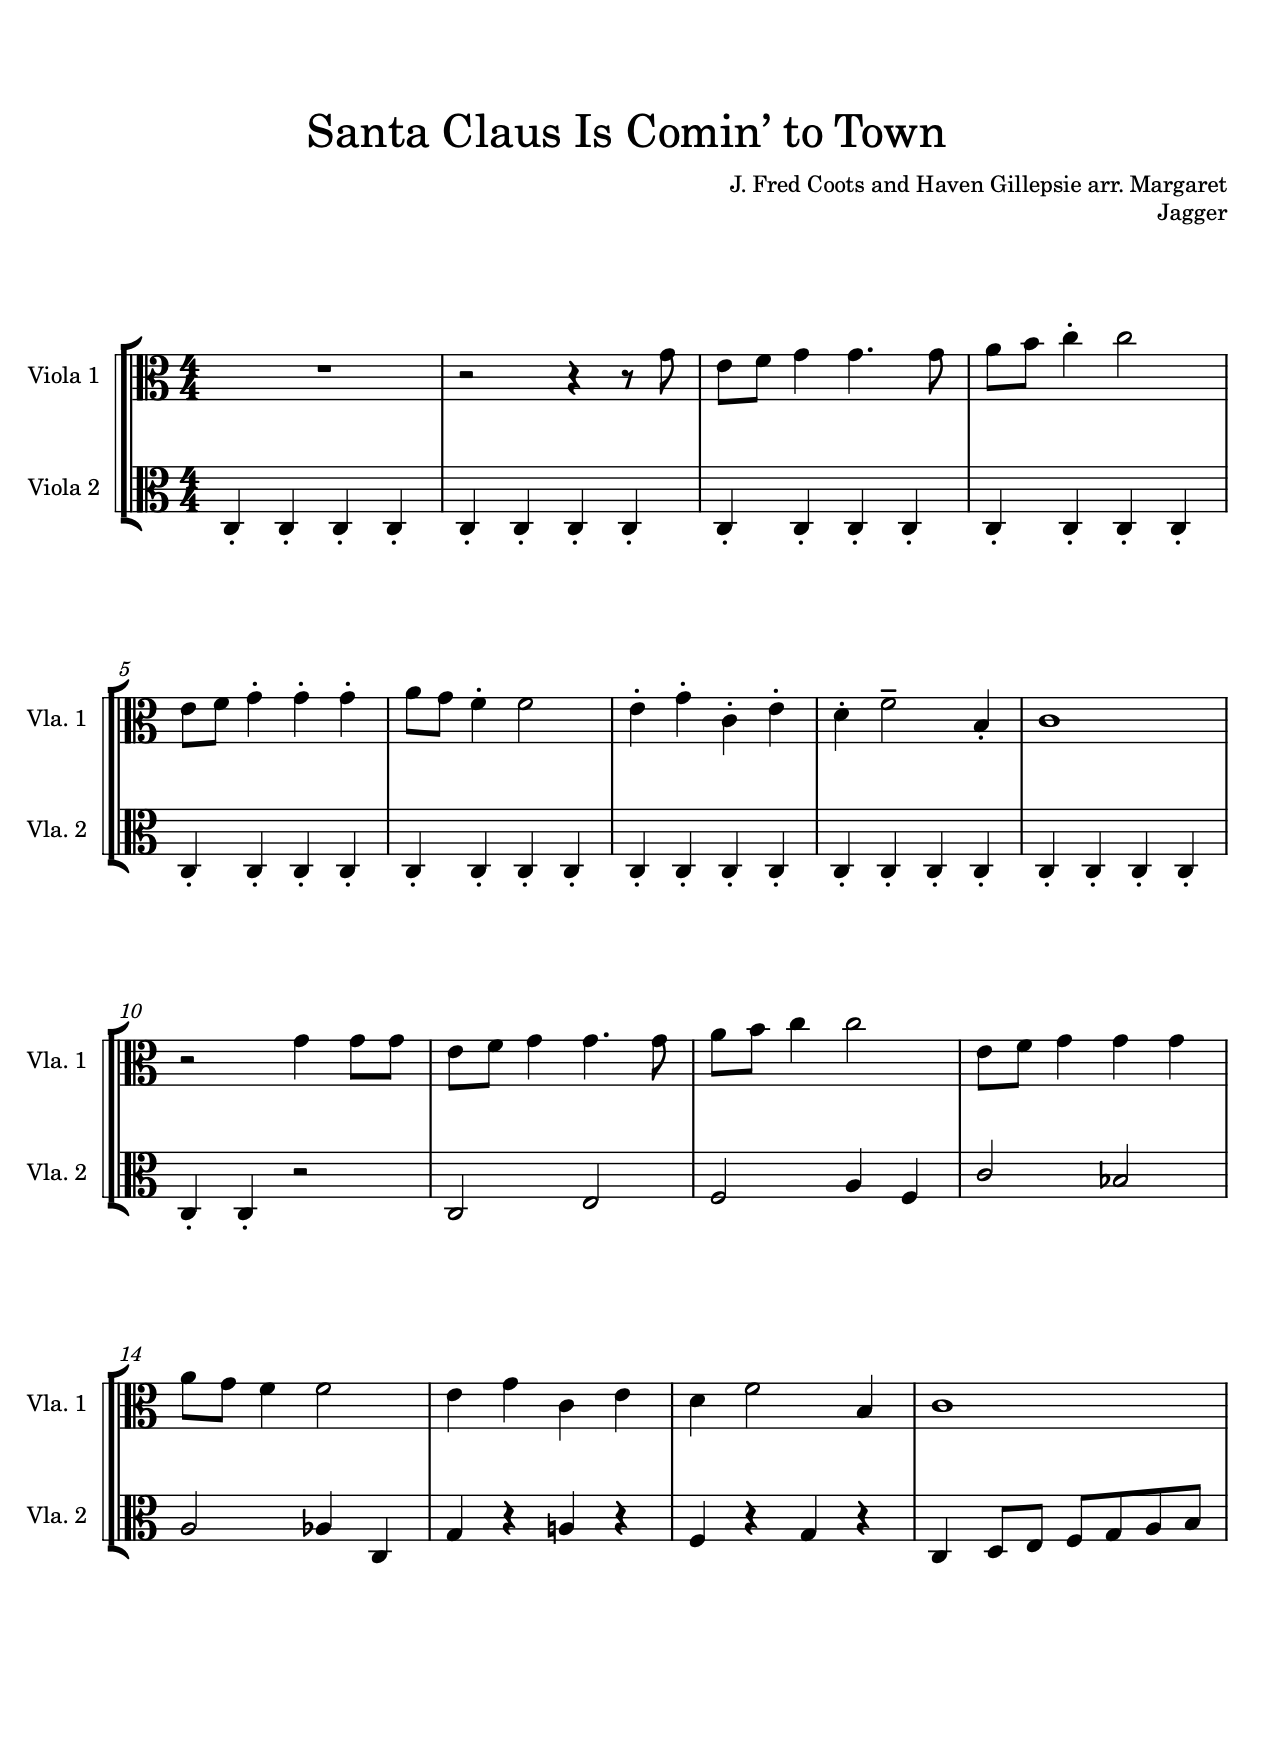 Santa Claus Is Comin’ to Town
J. Fred Coots and Haven Gillepsie arr. Margaret
Jagger
Viola 1
Viola 2
5
Vla. 1
Vla. 2
10
Vla. 1
Vla. 2
14
Vla. 1
Vla. 2